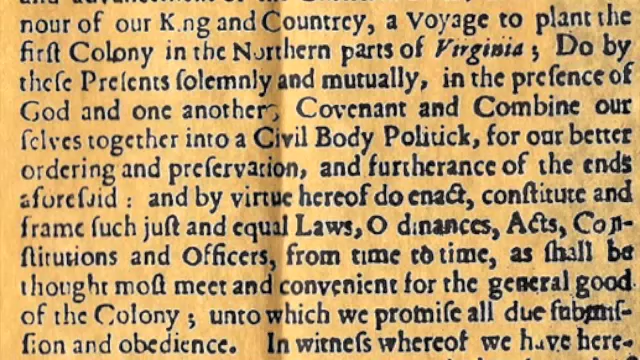 and advancement of the
nour of our King and Countrey, a Voyage to plant the
firſt Colony in the Northern parts of Virginia ; Do by
theſe Preſents ſolemnly and mutually, in the preſence of
God and one another, Covenant and Combine our
ſelves together into a Civil Body Politick, for our better
ordering and preſervation, and furtherance of the ends
aforeſaid : and by virtue hereof do enact, conſtitute and
frame ſuch juſt and equal Laws, O dinances, Acts, Con-
ſtitutions and Officers, from time to time, as ſhall be
thought moſt meet and convenient for the general good
of the Colony ; unto which we promiſe all due ſubmiſ-
ſion and obedience. In witneſs whereof we have here-